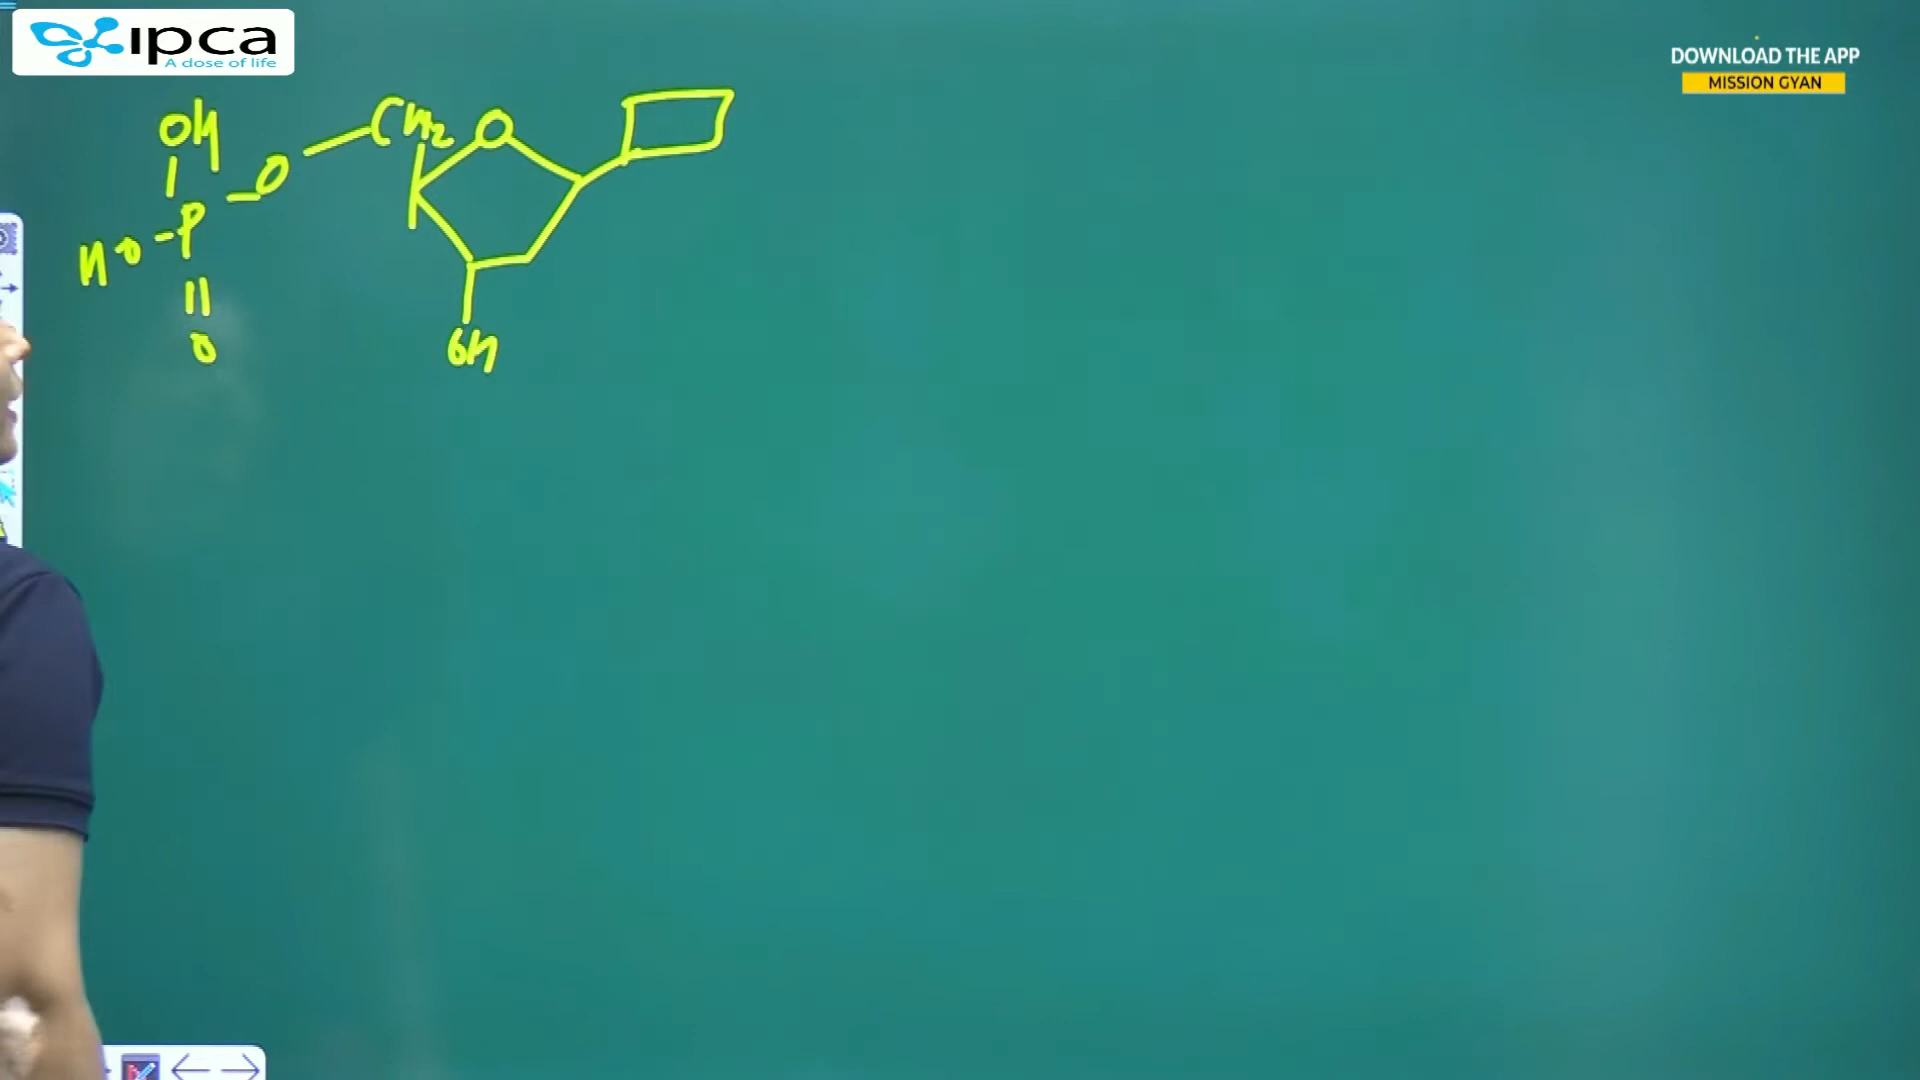 ipca
A dose of life
DOWNLOAD THE APP
MISSION GYAN
OH
CH2
O
O
P
HO
O
OH